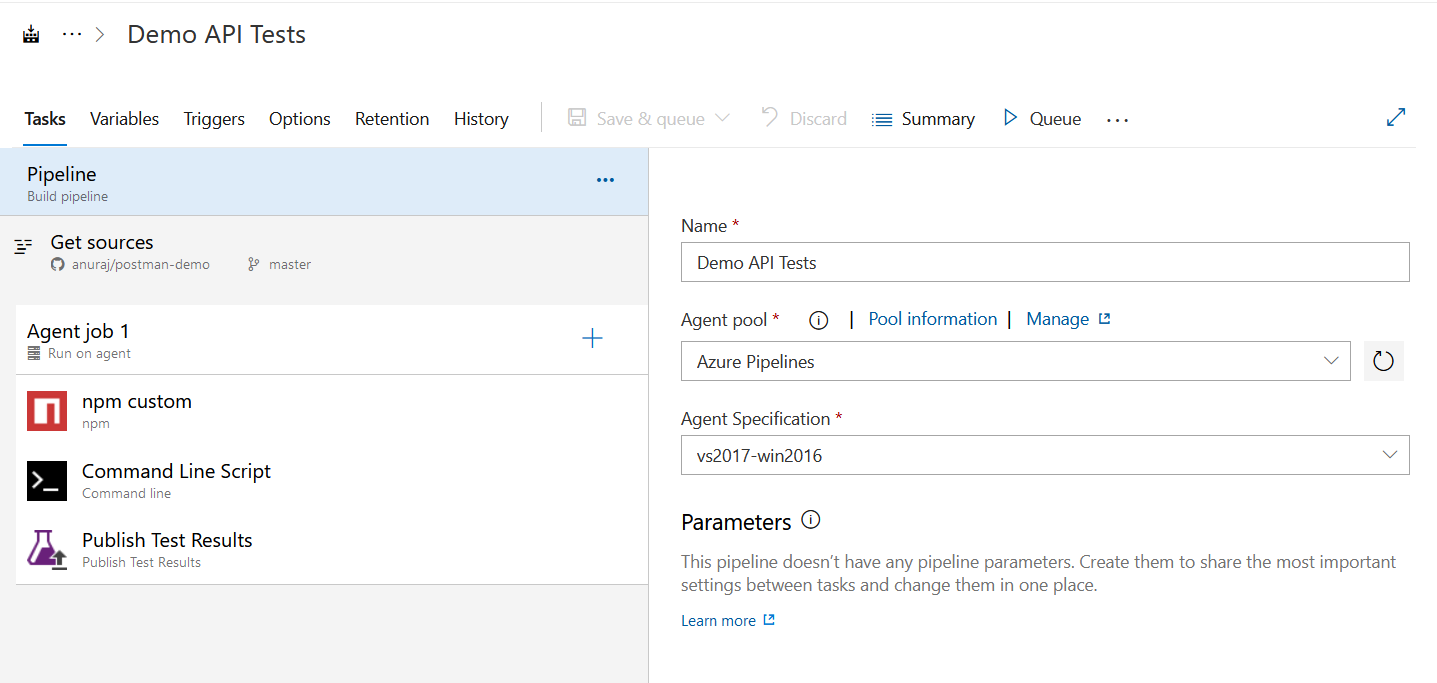 ··· > Demo API Tests
Tasks Variables Triggers Options Retention History Save & queue Discard Summary Queue ...
Pipeline
Build pipeline
Get sources
anuraj/postman-demo master
Agent job 1
Run on agent
npm custom
npm
Command Line Script
Command line
Publish Test Results
Publish Test Results
Name *
Demo API Tests
Agent pool * | Pool information | Manage
Azure Pipelines
Agent Specification *
vs2017-win2016
Parameters
This pipeline doesn’t have any pipeline parameters. Create them to share the most important
settings between tasks and change them in one place.
Learn more